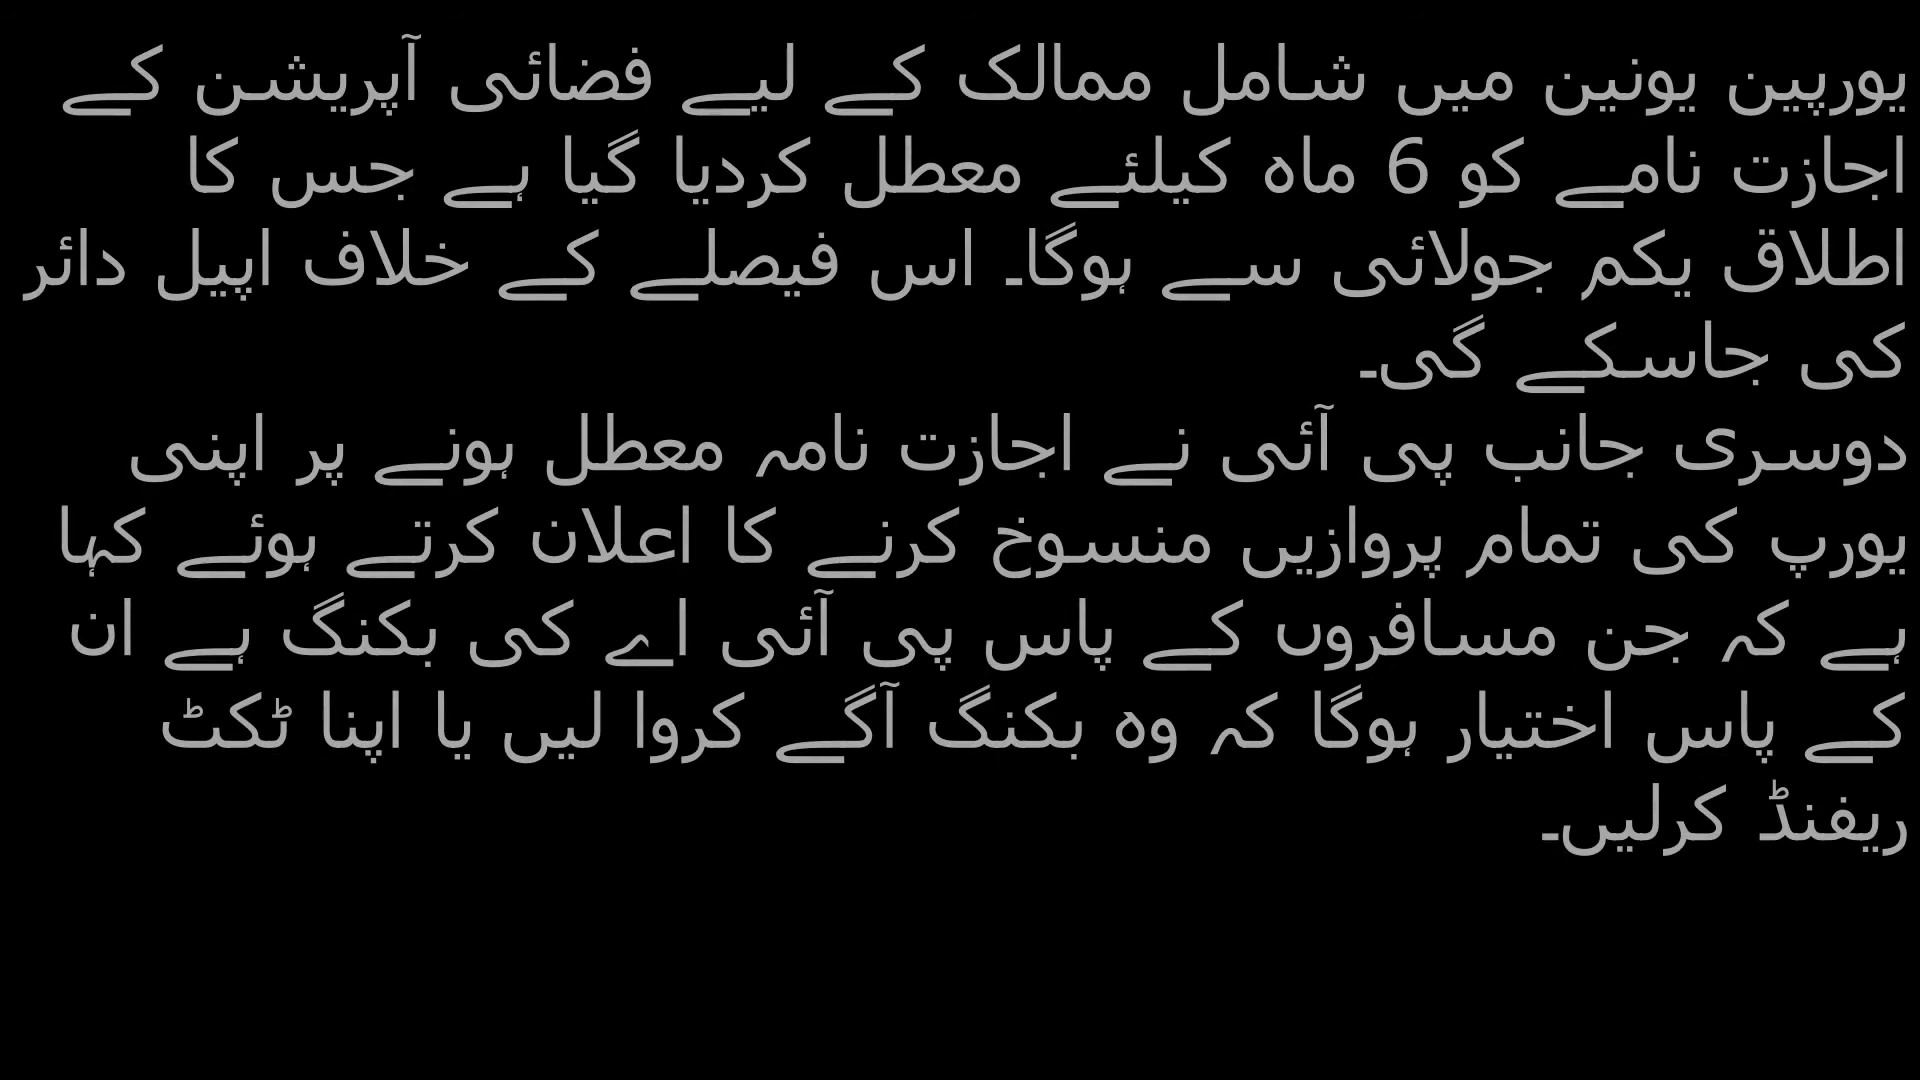 یورپین یونین میں شامل ممالک کے لیے فضائی آپریشن کے
اجازت نامے کو 6 ماہ کیلئے معطل کردیا گیا ہے جس کا
اطلاق یکم جولائی سے ہوگا۔ اس فیصلے کے خلاف اپیل دائر
کی جاسکے گی۔
دوسری جانب پی آئی نے اجازت نامہ معطل ہونے پر اپنی
یورپ کی تمام پروازیں منسوخ کرنے کا اعلان کرتے ہوئے کہا
ہے کہ جن مسافروں کے پاس پی آئی اے کی بکنگ ہے ان
کے پاس اختیار ہوگا کہ وہ بکنگ آگے کروا لیں یا اپنا ٹکٹ
ریفنڈ کرلیں۔